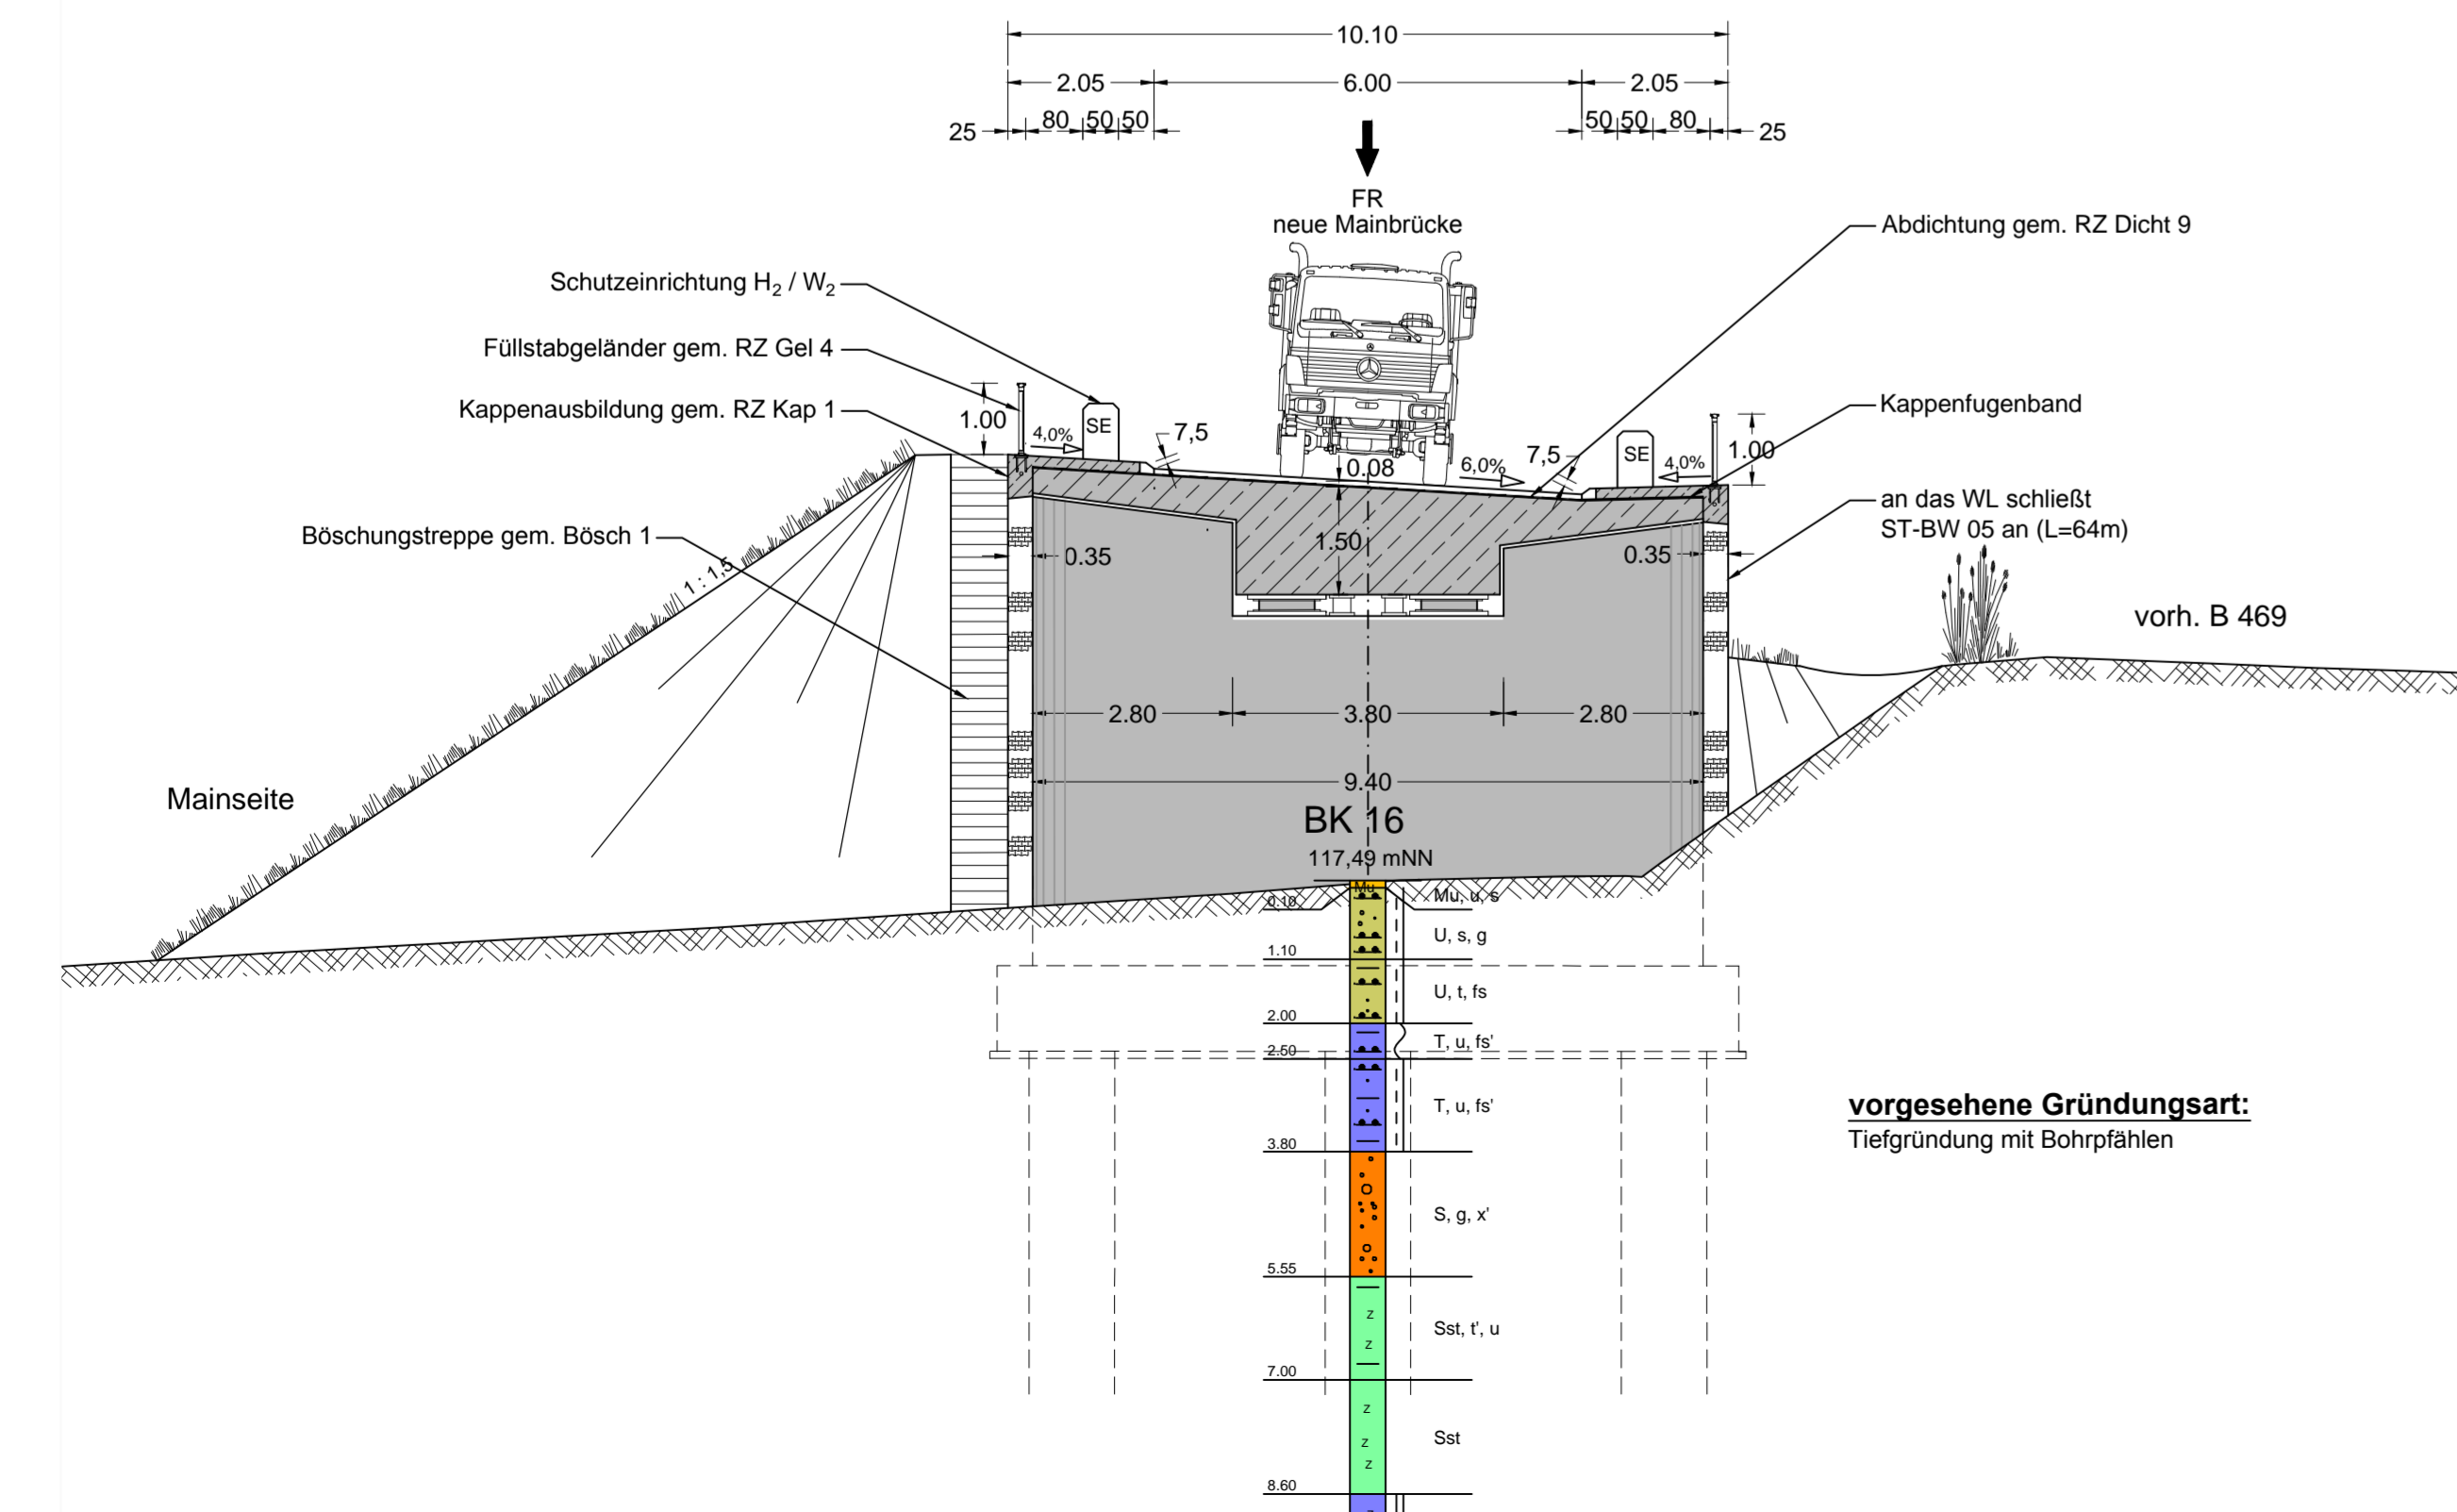 10.10
2.05 6.00 2.05
25 80 50 50 50 50 80 25
FR
neue Mainbrücke
Abdichtung gem. RZ Dicht 9
Schutzeinrichtung H2 / W2
Füllstabgeländer gem. RZ Gel 4
Kappenausbildung gem. RZ Kap 1
Kappenfugenband
1.00 4,0% SE 7,5 0.08 6,0% 7,5 SE 4,0% 1.00
an das WL schließt
ST-BW 05 an (L=64m)
Böschungstreppe gem. Bösch 1
1 : 1,5
0.35 1.50 0.35
vorh. B 469
2.80 3.80 2.80
9.40
Mainseite
BK 16
117,49 mNN
Mu
0.10 Mu, u, s
U, s, g
1.10
U, t, fs
2.00
T, u, fs'
2.50
T, u, fs'
3.80
vorgesehene Gründungsart:
Tiefgründung mit Bohrpfählen
S, g, x'
5.55
Z
Sst, t', u
Z
7.00
Z
Sst
Z
Z
8.60